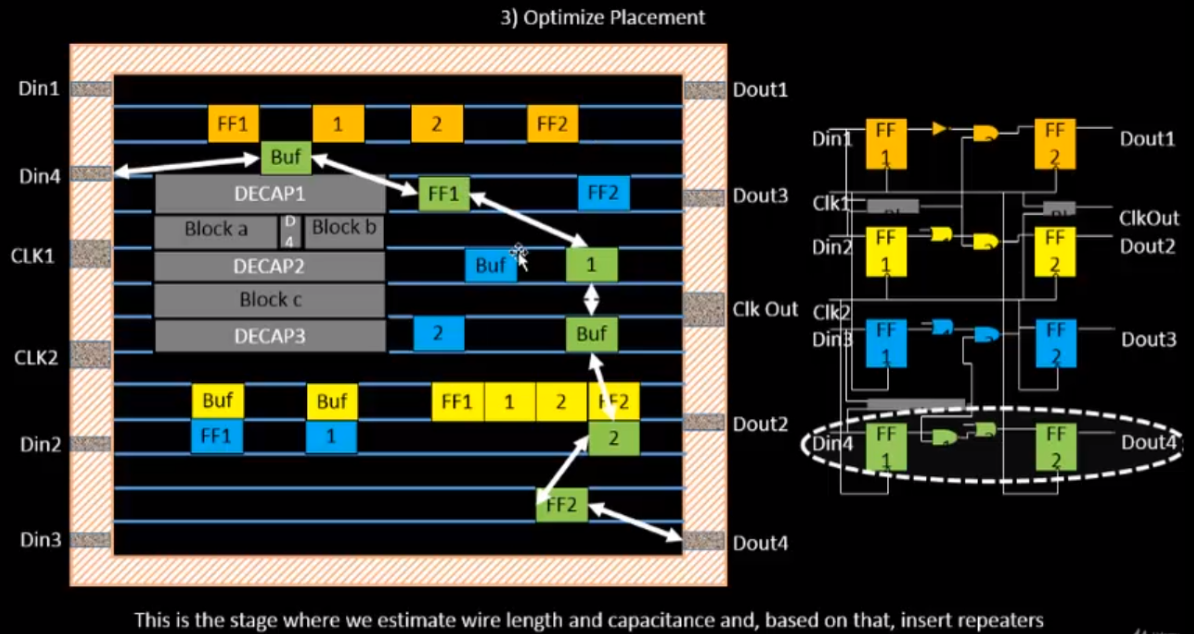 3) Optimize Placement
Din1
Dout1
FF1 1 2 FF2
Buf
Din4
DECAP1
FF1
FF2
Dout3
Block a
D
4
Block b
CLK1
DECAP2
Buf
1
Block c
Clk Out
DECAP3
2
Buf
CLK2
Buf Buf FF1 1 2 FF2
FF1 1 2
Dout2
Din2
FF2
Din3
Dout4
Din1
FF
1
2
FF
2
Dout1
Clk1
ClkOut
Din2
FF
1
2
FF
2
Dout2
Clk2
Din3
FF
1
FF
2
Dout3
Din4
FF
1
FF
2
Dout4
This is the stage where we estimate wire length and capacitance and, based on that, insert repeaters